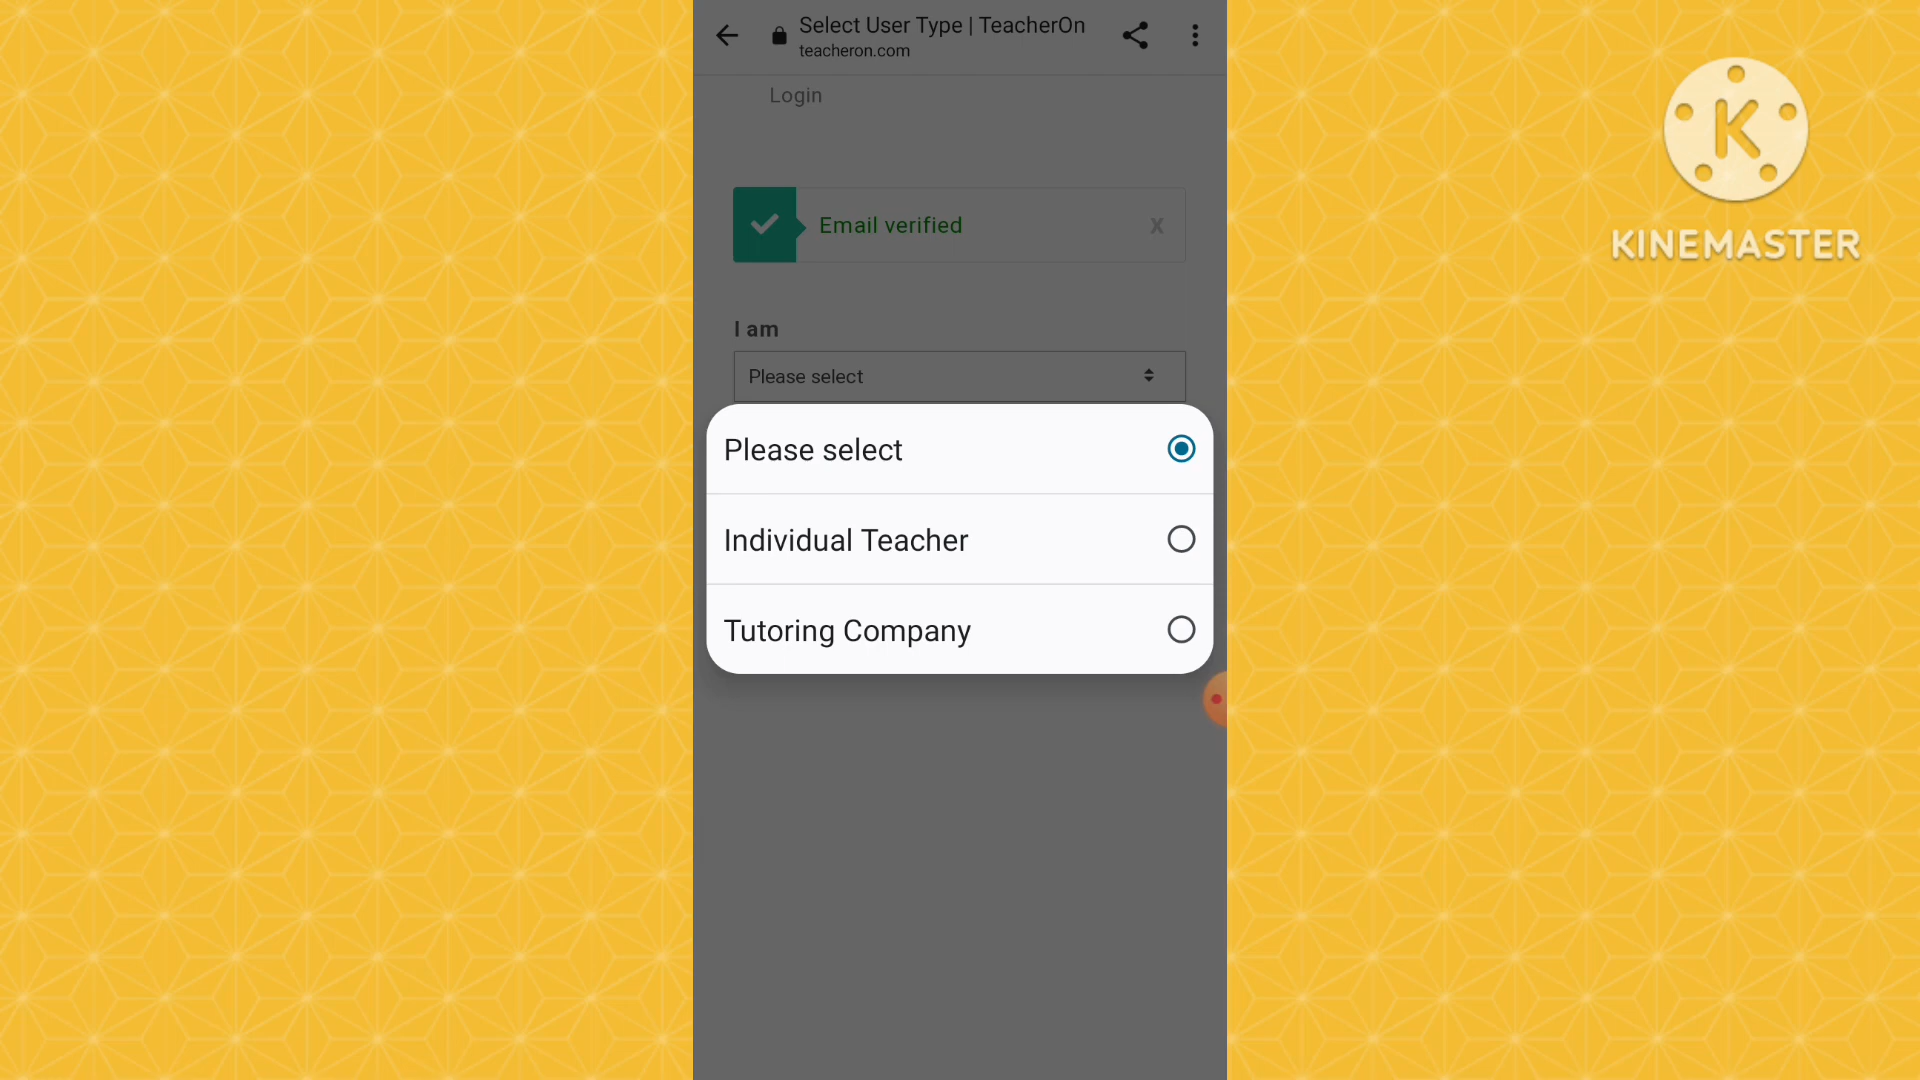 Select User Type | TeacherOn
teacheron.com
Login
Email verified
X
I am
Please select
Please select
Individual Teacher
Tutoring Company
K
KINEMASTER